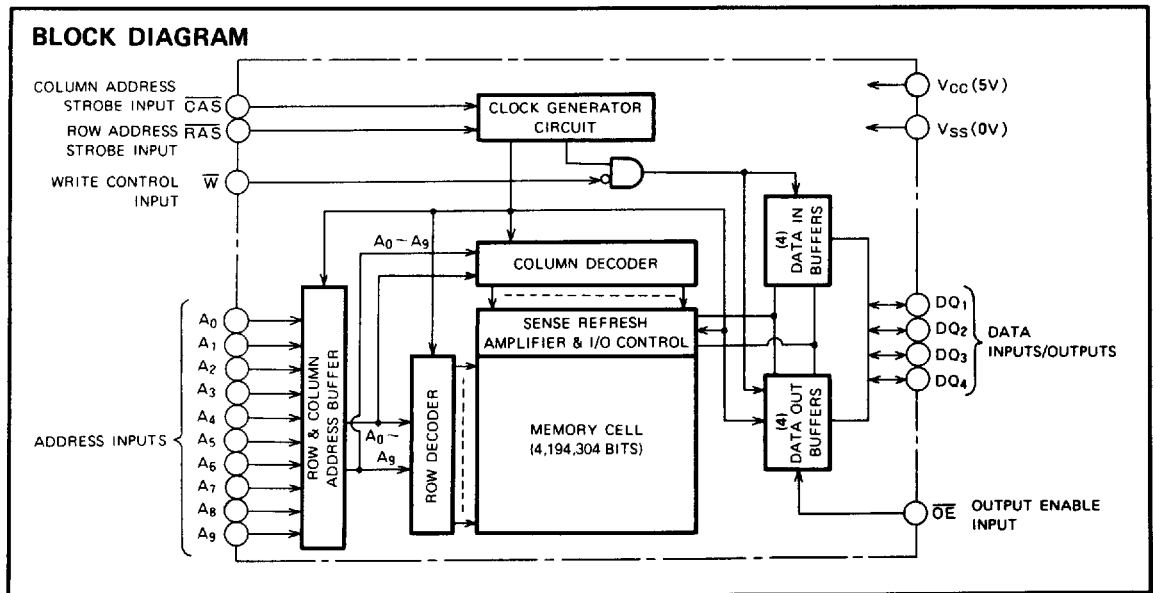 BLOCK DIAGRAM
COLUMN ADDRESS
STROBE INPUT C̅A̅S̅
ROW ADDRESS R̅A̅S̅
STROBE INPUT
WRITE CONTROL W̅
INPUT
CLOCK GENERATOR
CIRCUIT
VCC (5V)
VSS (0V)
A0~A9
COLUMN DECODER
(4)
DATA IN
BUFFERS
SENSE REFRESH
AMPLIFIER & I/O CONTROL
ADDRESS INPUTS
A0
A1
A2
A3
A4
A5
A6
A7
A8
A9
ROW & COLUMN
ADDRESS BUFFER
A0~
A9
ROW DECODER
MEMORY CELL
(4,194,304 BITS)
(4)
DATA OUT
BUFFERS
DQ1
DQ2
DQ3
DQ4
DATA
INPUTS/OUTPUTS
O̅E̅ OUTPUT ENABLE
INPUT